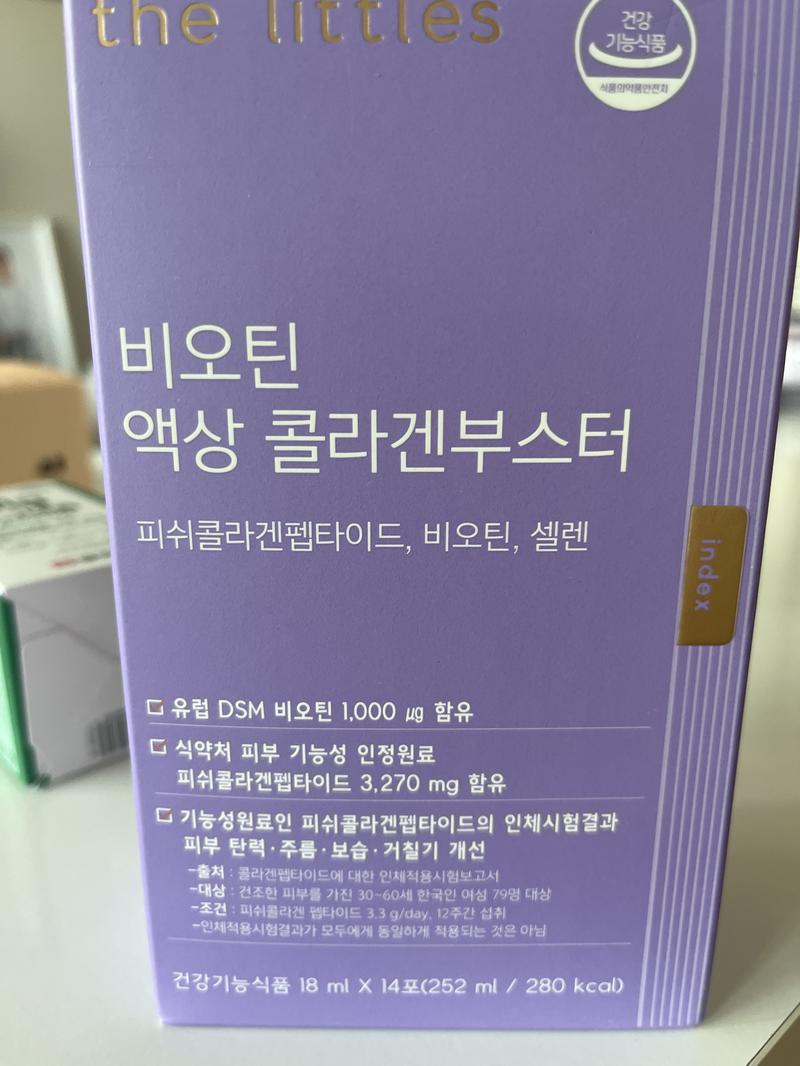 the littles
건강
기능식품
식품의약품안전처
비오틴
액상 콜라겐부스터
피쉬콜라겐펩타이드, 비오틴, 셀렌
index
유럽 DSM 비오틴 1,000 ㎍ 함유
식약처 피부 기능성 인정원료
피쉬콜라겐펩타이드 3,270 mg 함유
기능성원료인 피쉬콜라겐펩타이드의 인체시험결과
피부 탄력·주름·보습·거칠기 개선
-출처 : 콜라겐펩타이드에 대한 인체적용시험보고서
-대상 : 건조한 피부를 가진 30~60세 한국인 여성 79명 대상
-조건 : 피쉬콜라겐 펩타이드 3.3 g/day, 12주간 섭취
-인체적용시험결과가 모두에게 동일하게 적용되는 것은 아님
건강기능식품 18 ml X 14포(252 ml / 280 kcal)